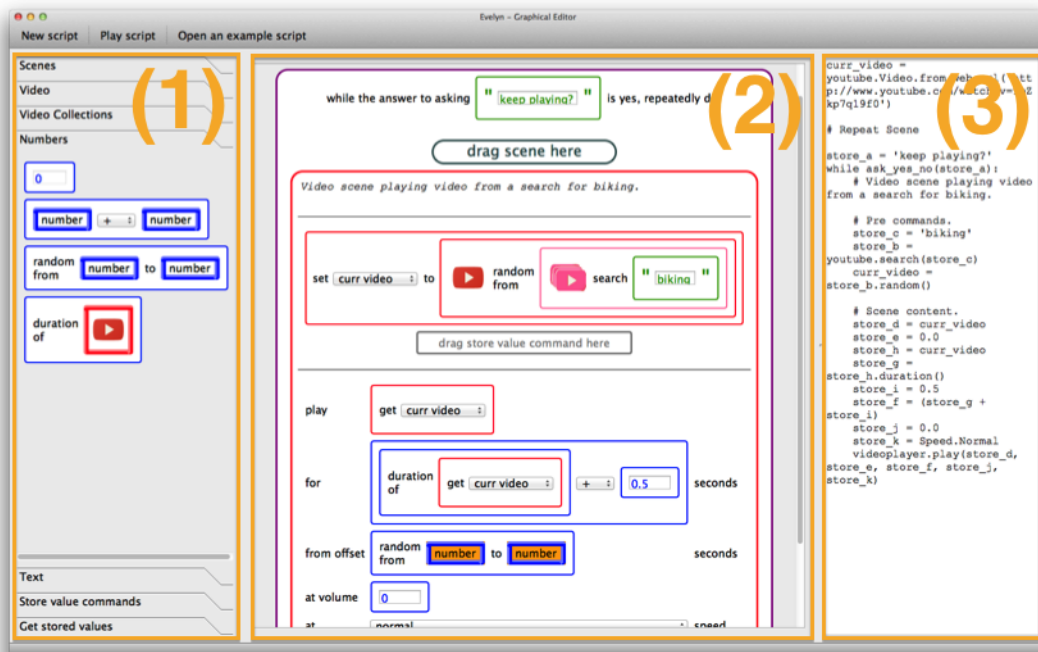 Evelyn – Graphical Editor
New script Play script Open an example script
Scenes
Video
Video Collections
Numbers
0
number + number
random from number to number
duration of
Text
Store value commands
Get stored values
(1)
while the answer to asking " keep playing? " is yes, repeatedly d
drag scene here
Video scene playing video from a search for biking.
set curr video to random from search " biking "
drag store value command here
play get curr video
for duration of get curr video + 0.5 seconds
from offset random from number to number seconds
at volume 0
at normal speed
(2)
curr_video =
youtube.Video.from
p://www.youtube.com/watch
kp7q19f0')
# Repeat Scene
store_a = 'keep playing?'
while ask_yes_no(store_a):
# Video scene playing video
from a search for biking.
# Pre commands.
store_c = 'biking'
store_b =
youtube.search(store_c)
curr_video =
store_b.random()
# Scene content.
store_d = curr_video
store_e = 0.0
store_h = curr_video
store_g =
store_h.duration()
store_i = 0.5
store_f = (store_g +
store_i)
store_j = 0.0
store_k = Speed.Normal
videoplayer.play(store_d,
store_e, store_f, store_j,
store_k)
(3)